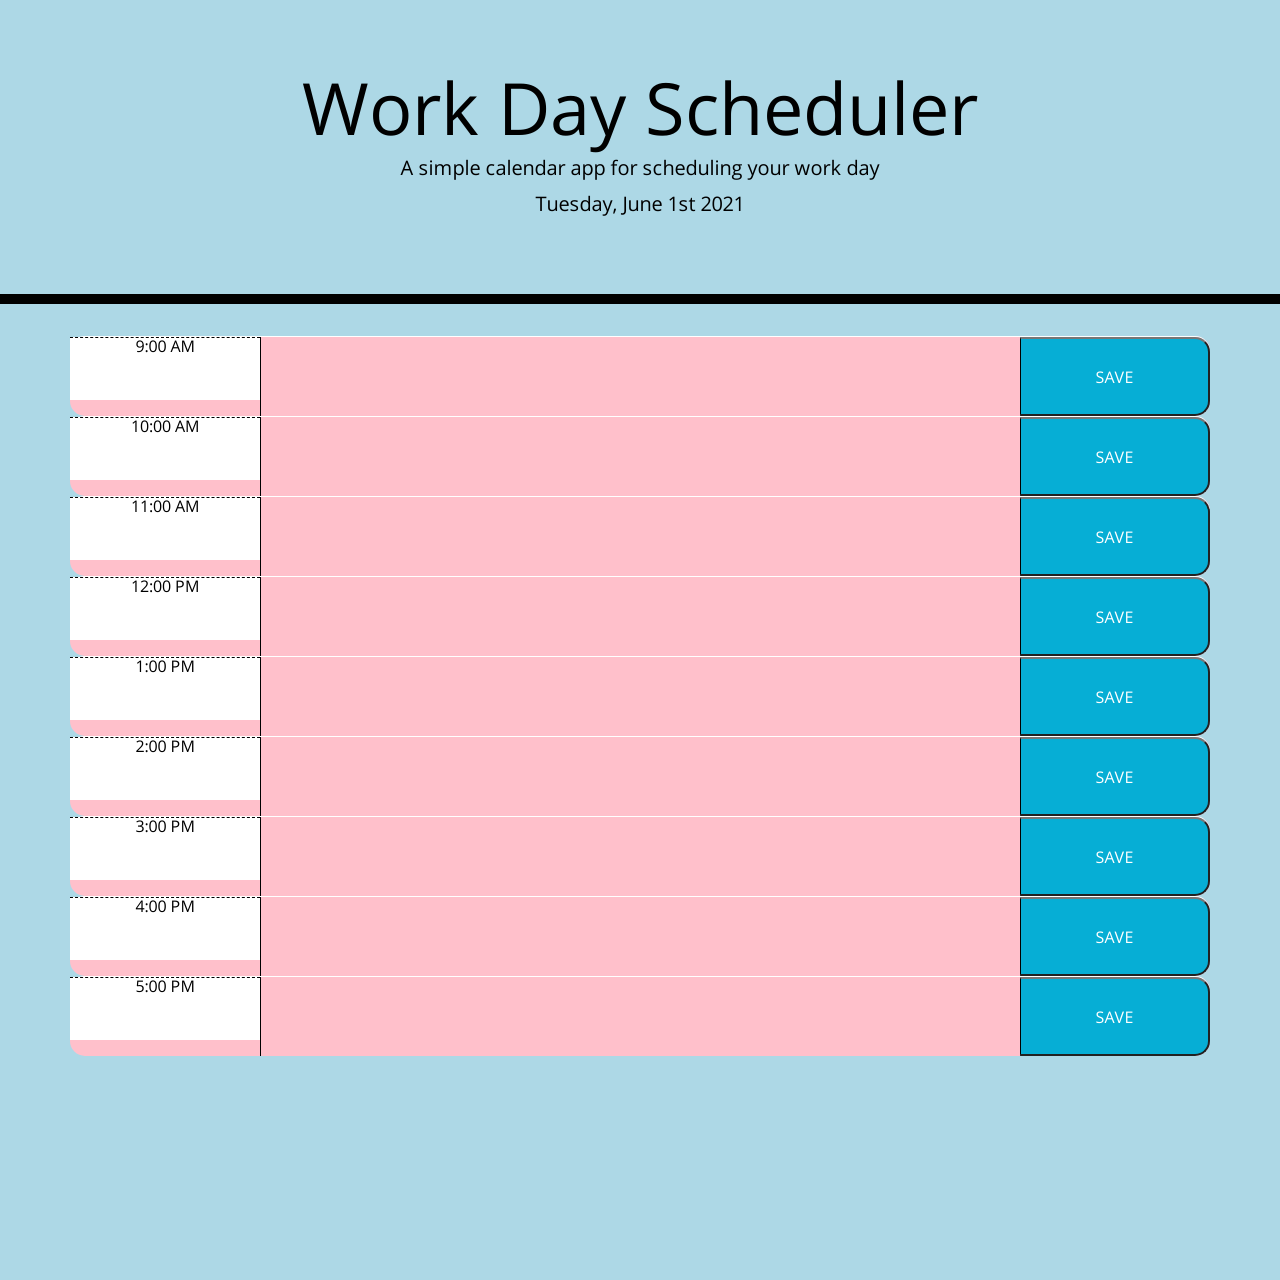 Work Day Scheduler
A simple calendar app for scheduling your work day
Tuesday, June 1st 2021
9:00 AM SAVE
10:00 AM SAVE
11:00 AM SAVE
12:00 PM SAVE
1:00 PM SAVE
2:00 PM SAVE
3:00 PM SAVE
4:00 PM SAVE
5:00 PM SAVE